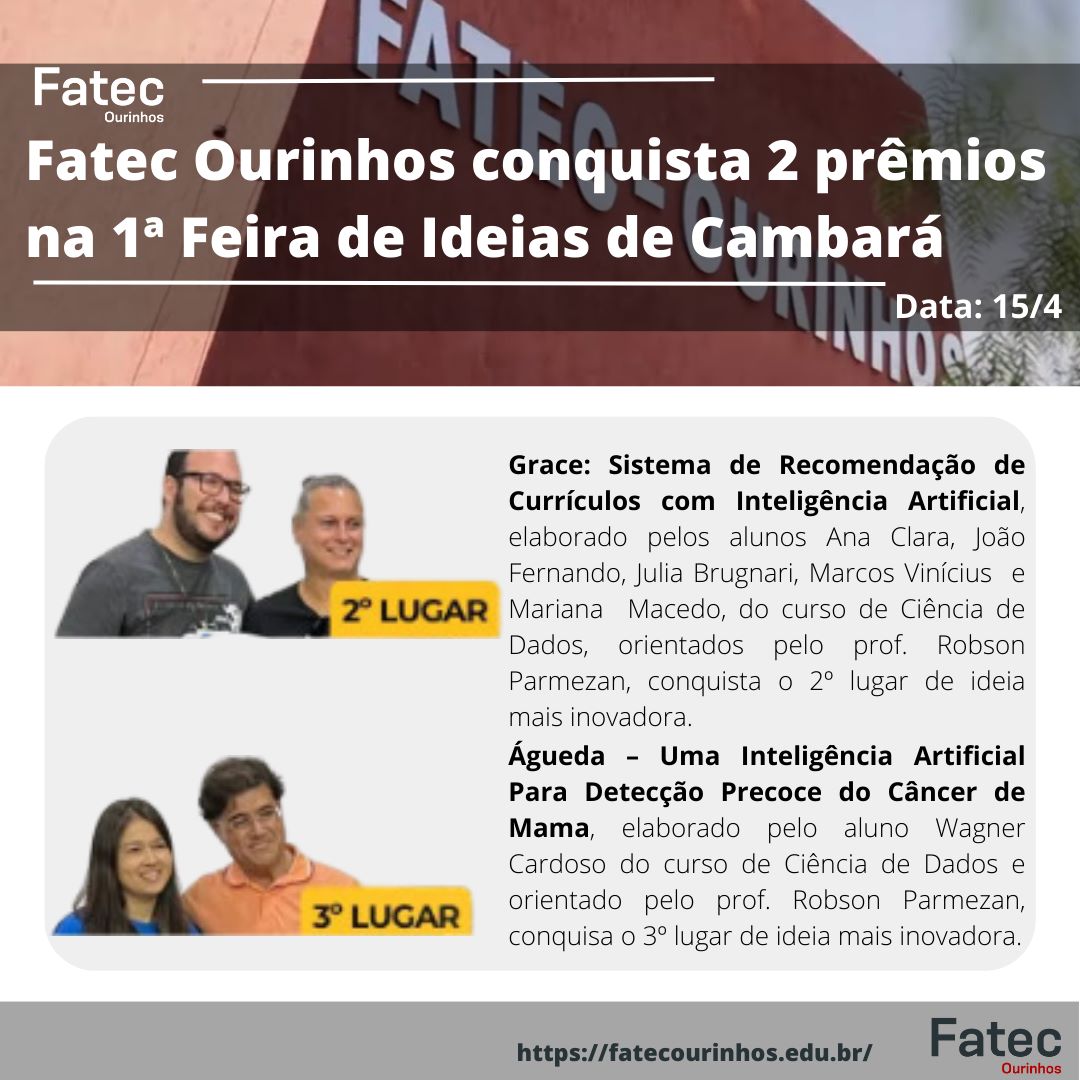 FATEC - OURINHOS
Fatec
Ourinhos
Fatec Ourinhos conquista 2 prêmios
na 1ª Feira de Ideias de Cambará
Data: 15/4
2º LUGAR
Grace: Sistema de Recomendação de
Currículos com Inteligência Artificial,
elaborado pelos alunos Ana Clara, João
Fernando, Julia Brugnari, Marcos Vinícius e
Mariana Macedo, do curso de Ciência de
Dados, orientados pelo prof. Robson
Parmezan, conquista o 2º lugar de ideia
mais inovadora.
3º LUGAR
Águeda – Uma Inteligência Artificial
Para Detecção Precoce do Câncer de
Mama, elaborado pelo aluno Wagner
Cardoso do curso de Ciência de Dados e
orientado pelo prof. Robson Parmezan,
conquisa o 3º lugar de ideia mais inovadora.
https://fatecourinhos.edu.br/
Fatec
Ourinhos